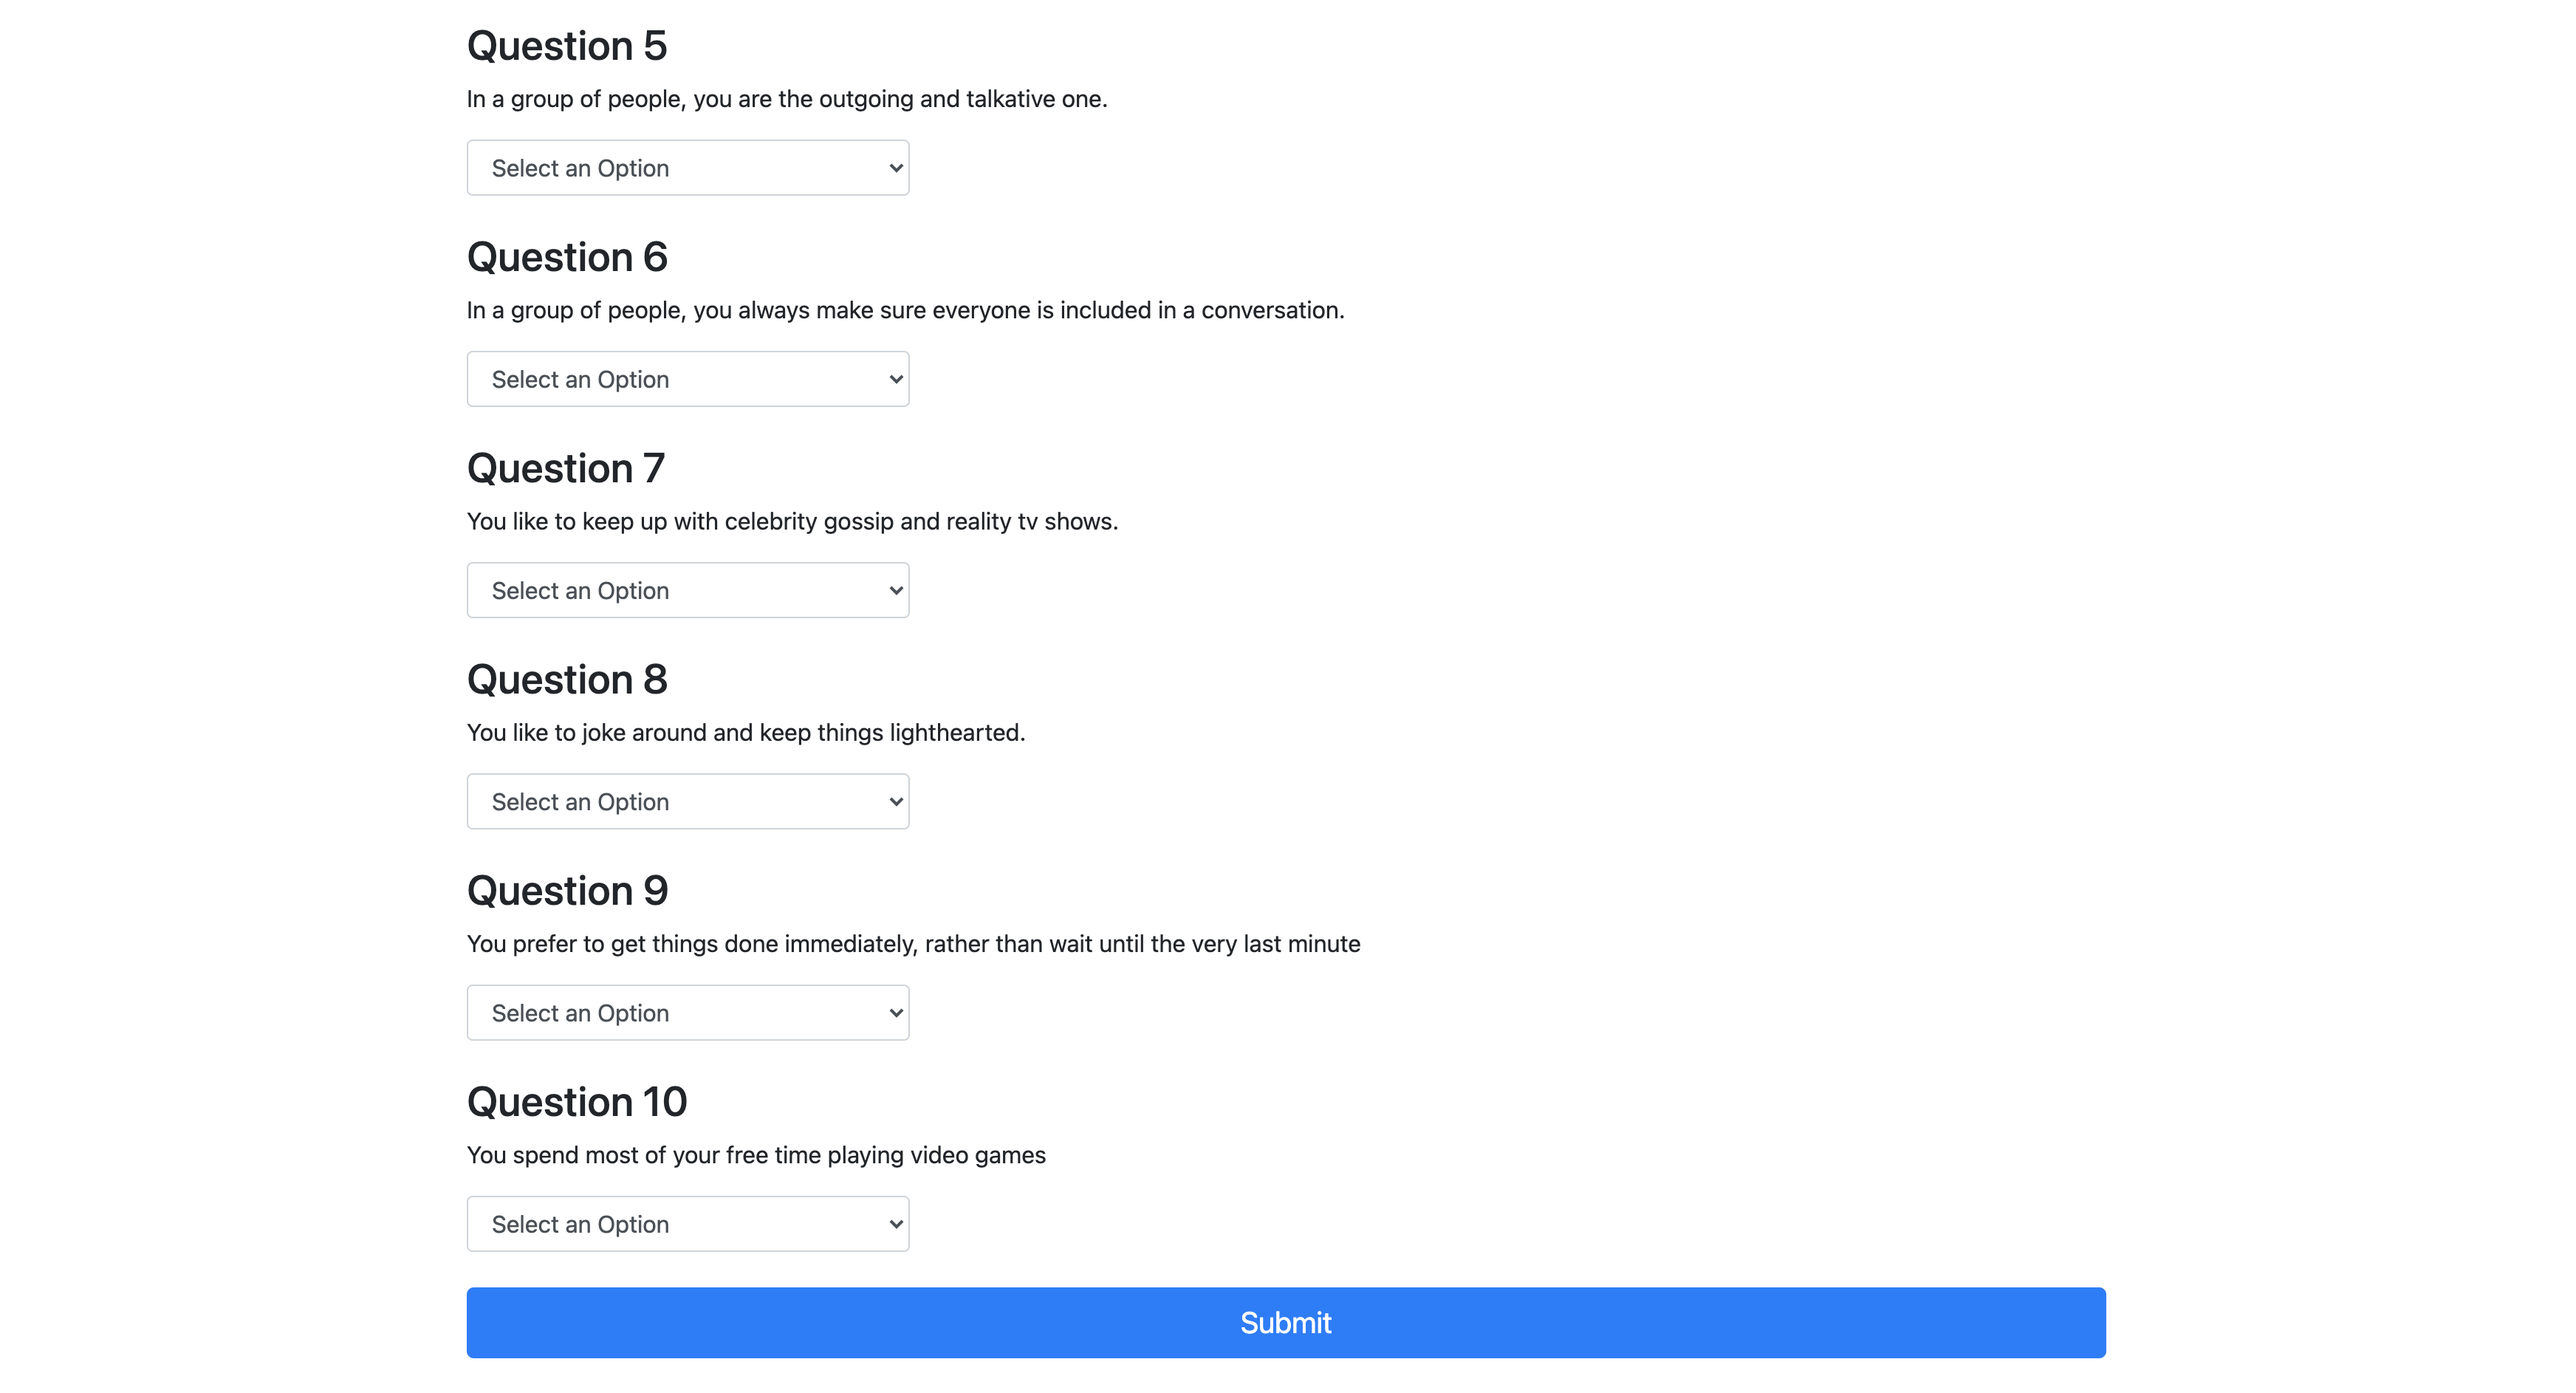 Question 5
In a group of people, you are the outgoing and talkative one.
Select an Option
Question 6
In a group of people, you always make sure everyone is included in a conversation.
Select an Option
Question 7
You like to keep up with celebrity gossip and reality tv shows.
Select an Option
Question 8
You like to joke around and keep things lighthearted.
Select an Option
Question 9
You prefer to get things done immediately, rather than wait until the very last minute
Select an Option
Question 10
You spend most of your free time playing video games
Select an Option
Submit